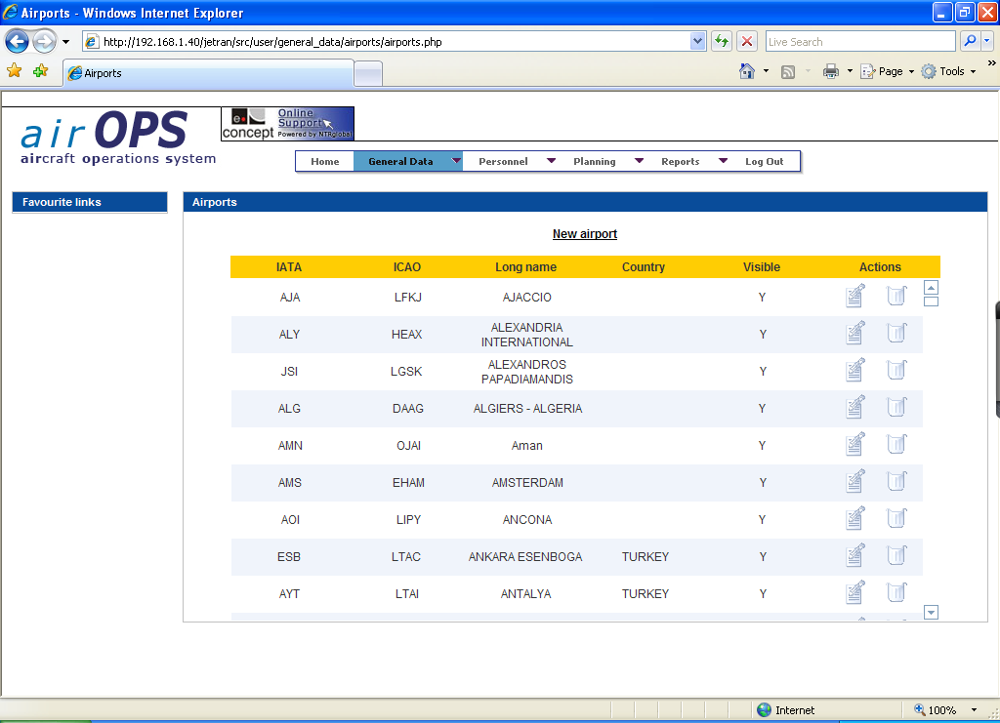 Airports - Windows Internet Explorer
http://192.168.1.40/jetran/src/user/general_data/airports/airports.php
Live Search
Airports
Page
Tools
air OPS
aircraft operations system
e.concept
Online Support
Powered by NTRglobal
Home General Data Personnel Planning Reports Log Out
Favourite links
Airports
New airport
IATA ICAO Long name Country Visible Actions
AJA LFKJ AJACCIO Y
ALY HEAX ALEXANDRIA INTERNATIONAL Y
JSI LGSK ALEXANDROS PAPADIAMANDIS Y
ALG DAAG ALGIERS - ALGERIA Y
AMN OJAI Aman Y
AMS EHAM AMSTERDAM Y
AOI LIPY ANCONA Y
ESB LTAC ANKARA ESENBOGA TURKEY Y
AYT LTAI ANTALYA TURKEY Y
Internet
100%